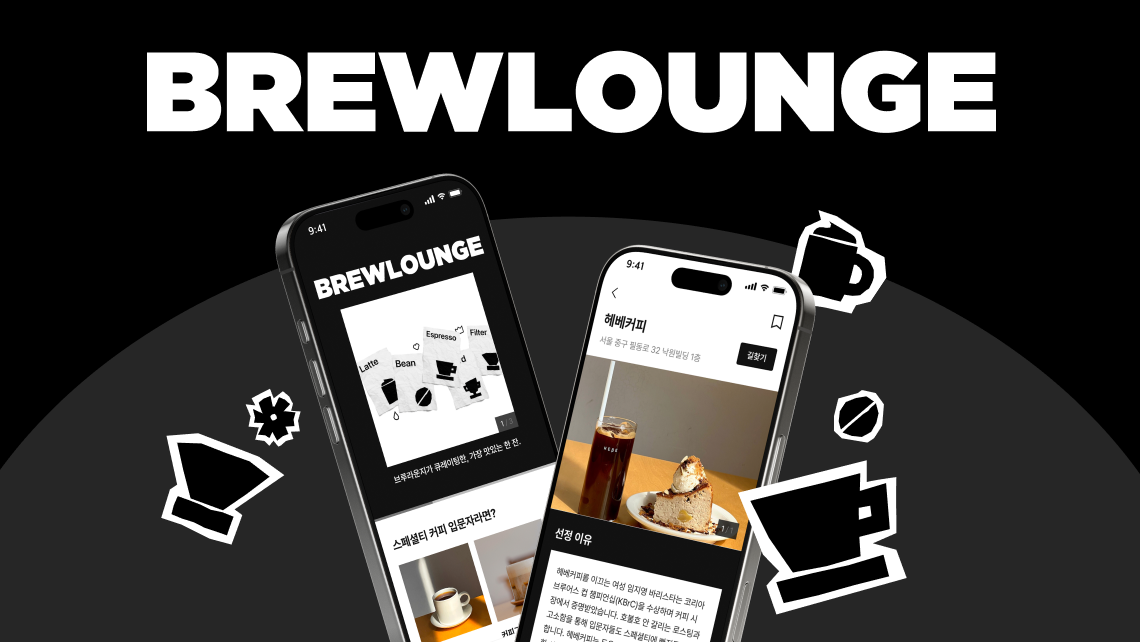 BREWLOUNGE
9:41
BREWLOUNGE
Latte
Bean
Espresso
Filter
1 / 3
브루라운지가 큐레이팅한, 가장 맛있는 한 잔.
스페셜티 커피 입문자라면?
9:41
헤베커피
서울 중구 필동로 32 낙원빌딩 1층
길찾기
1 /
선정 이유
헤베커피를 이끄는 여성 임지영 바리스타는 코리아
브루어스 컵 챔피언십(KBrC)을 수상하며 커피 시
장에서 증명받았습니다. 호불호 안 갈리는 로스팅과
고소함을 통해 입문자들도 스페셜티에
합니다. 헤베커피는